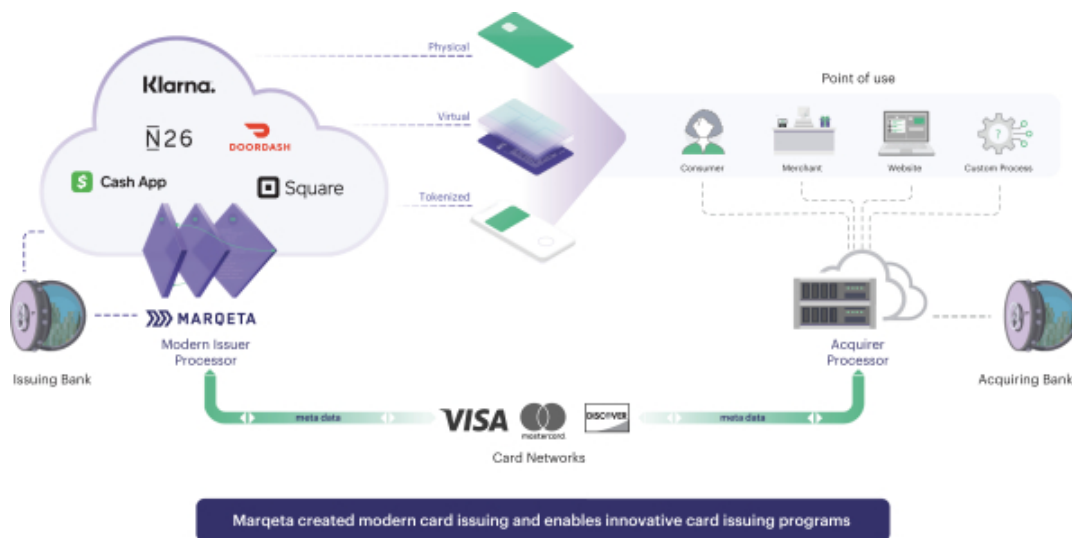 Klarna.
N26
DOORDASH
Cash App
Square
Physical
Virtual
Tokenized
Point of use
Consumer
Merchant
Website
Custom Process
?
MARQETA
Modern Issuer
Processor
Issuing Bank
Acquirer
Processor
Acquiring Bank
meta data
VISA
mastercard.
DISCOVER
meta data
Card Networks
Marqeta created modern card issuing and enables innovative card issuing programs